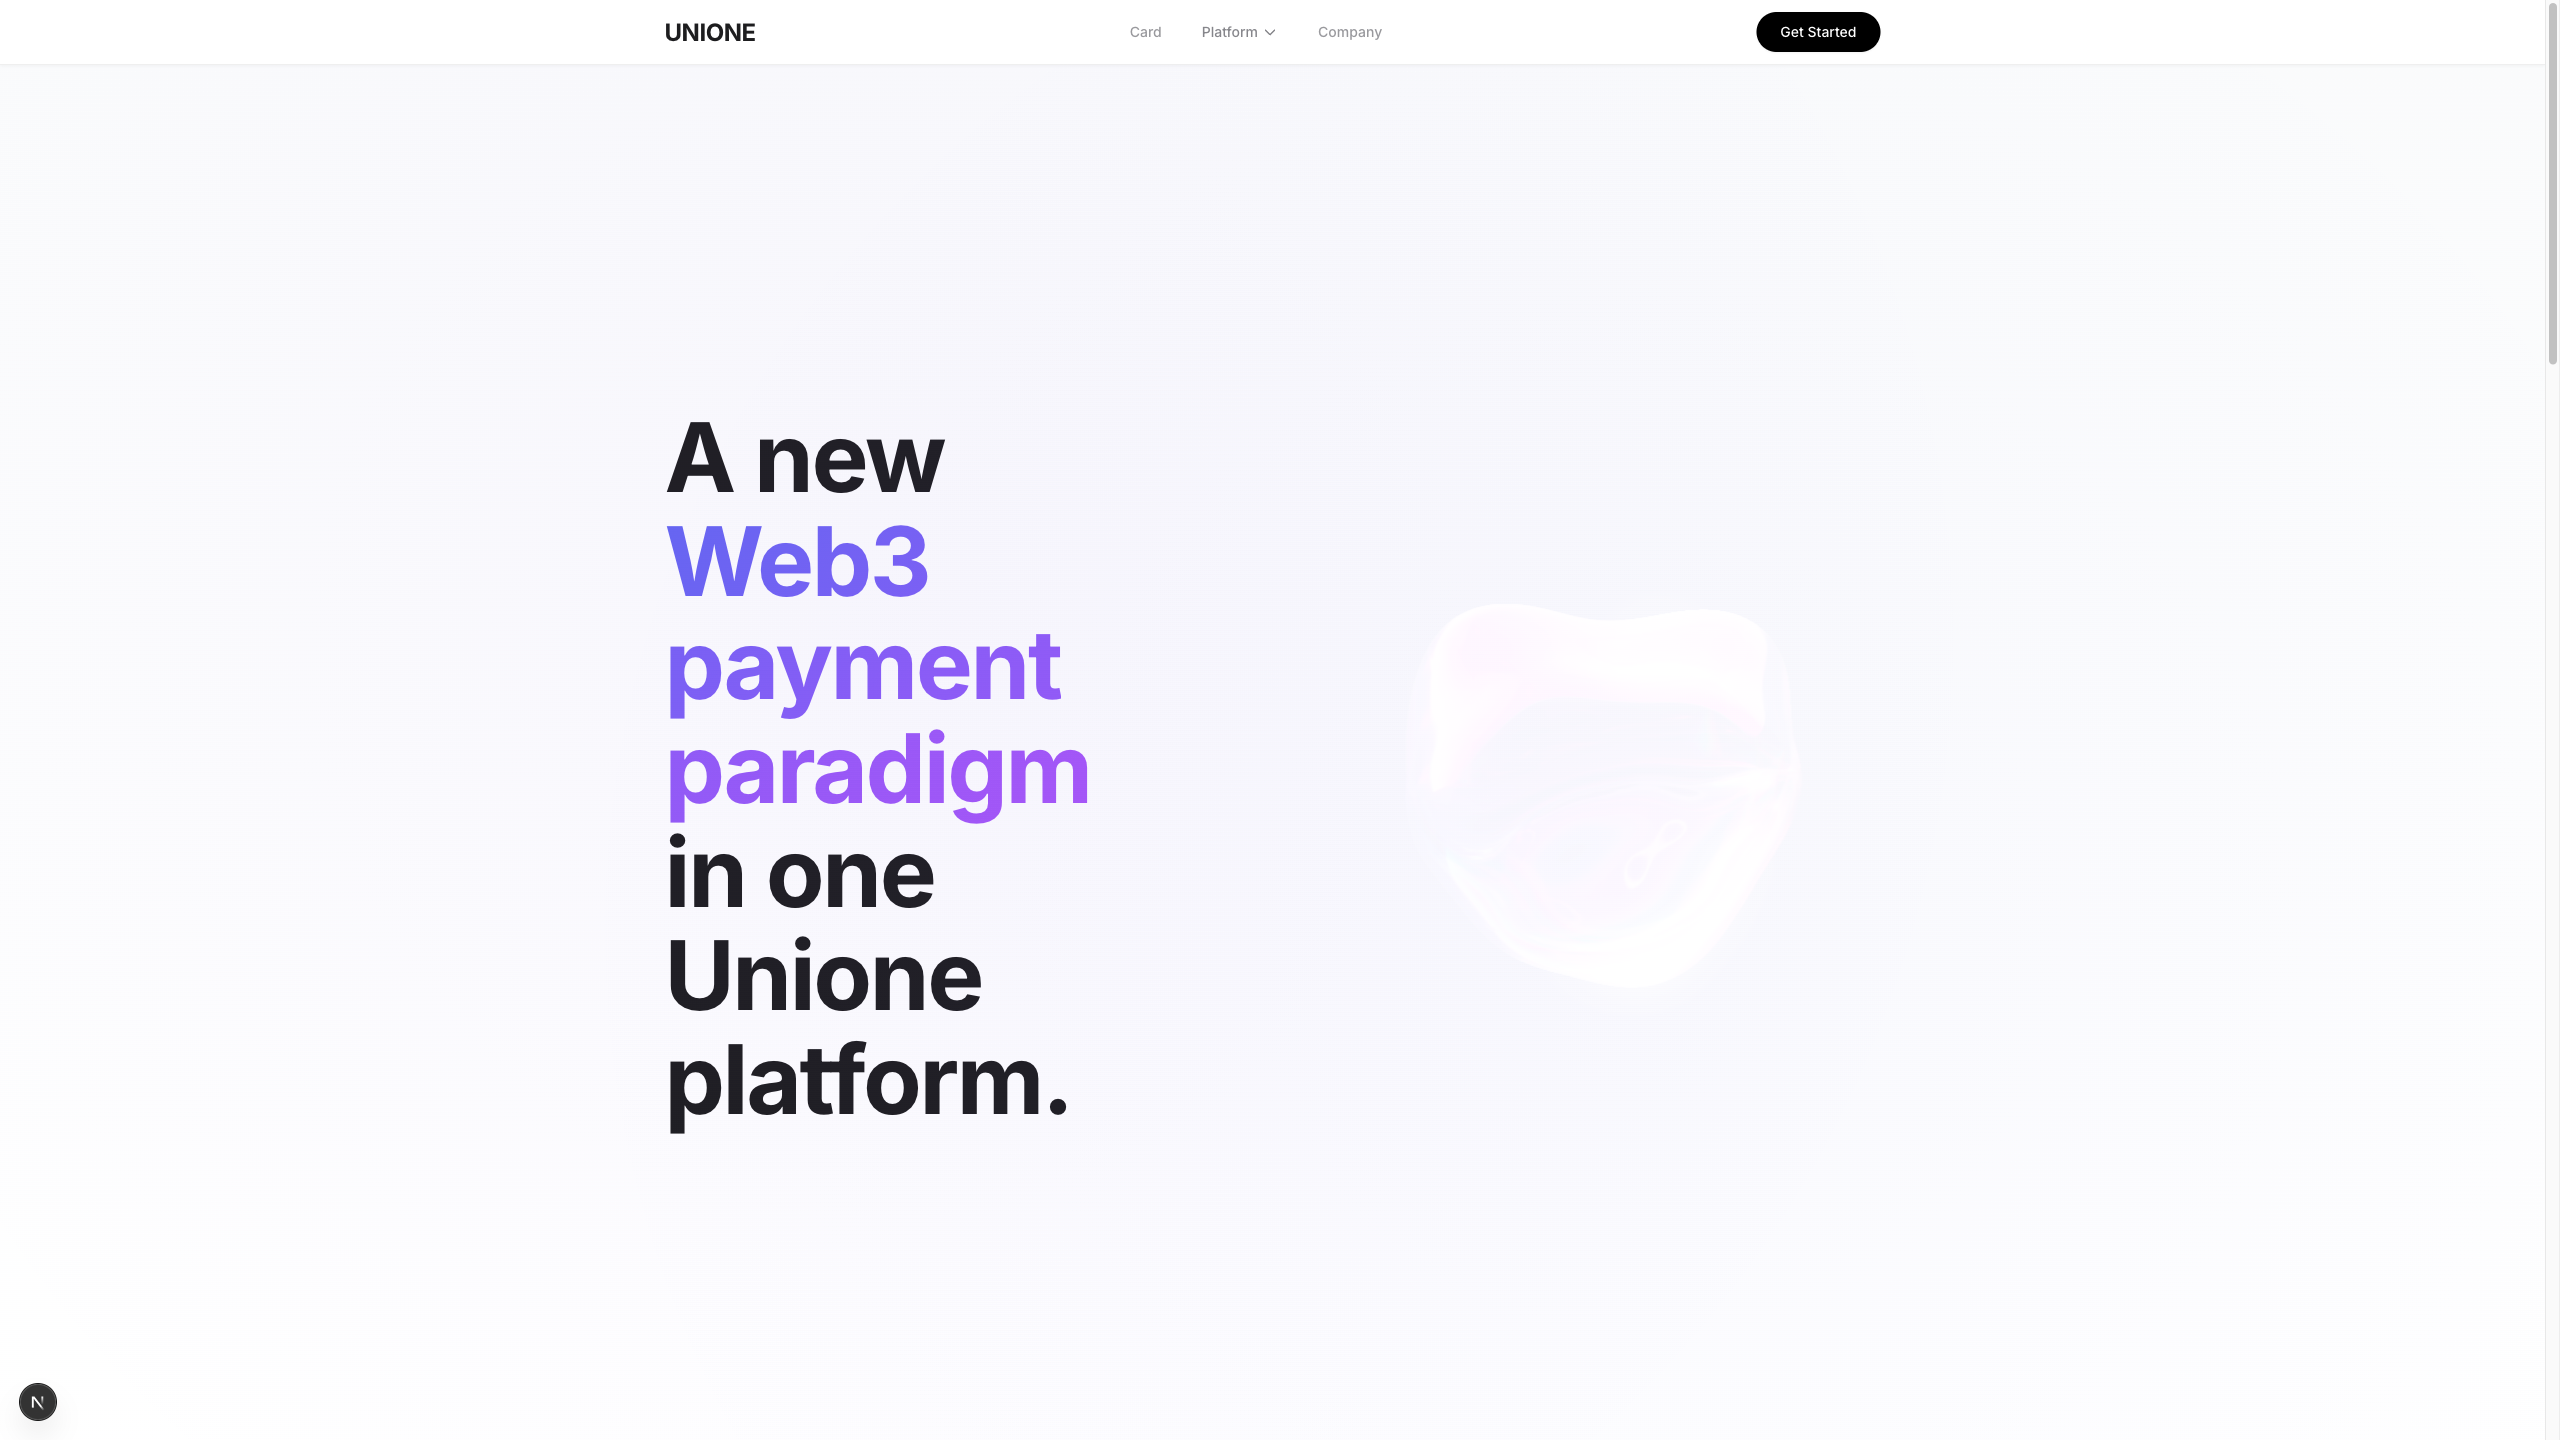 UNIONE
Card
Platform
Company
Get Started
A new
Web3
payment
paradigm
in one
Unione
platform.
N